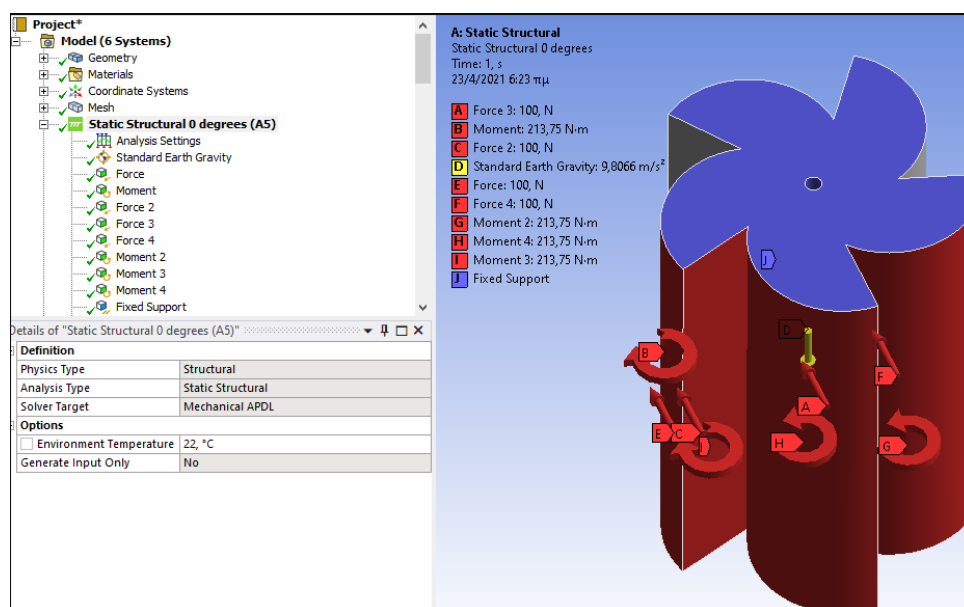 Project*
Model (6 Systems)
Geometry
Materials
Coordinate Systems
Mesh
Static Structural 0 degrees (A5)
Analysis Settings
Standard Earth Gravity
Force
Moment
Force 2
Force 3
Force 4
Moment 2
Moment 3
Moment 4
Fixed Support
Details of "Static Structural 0 degrees (A5)"
Definition
Physics Type Structural
Analysis Type Static Structural
Solver Target Mechanical APDL
Options
Environment Temperature 22, °C
Generate Input Only No
A: Static Structural
Static Structural 0 degrees
Time: 1, s
23/4/2021 6:23 πμ
A Force 3: 100, N
B Moment: 213,75 N·m
C Force 2: 100, N
D Standard Earth Gravity: 9,8066 m/s²
E Force: 100, N
F Force 4: 100, N
G Moment 2: 213,75 N·m
H Moment 4: 213,75 N·m
I Moment 3: 213,75 N·m
J Fixed Support
J
D
B
F
A
E
C
I
H
G